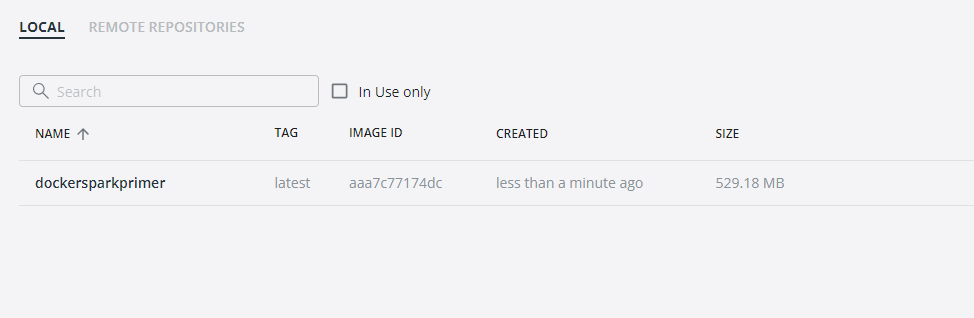 LOCAL REMOTE REPOSITORIES
Search In Use only
NAME TAG IMAGE ID CREATED SIZE
dockersparkprimer latest aaa7c77174dc less than a minute ago 529.18 MB